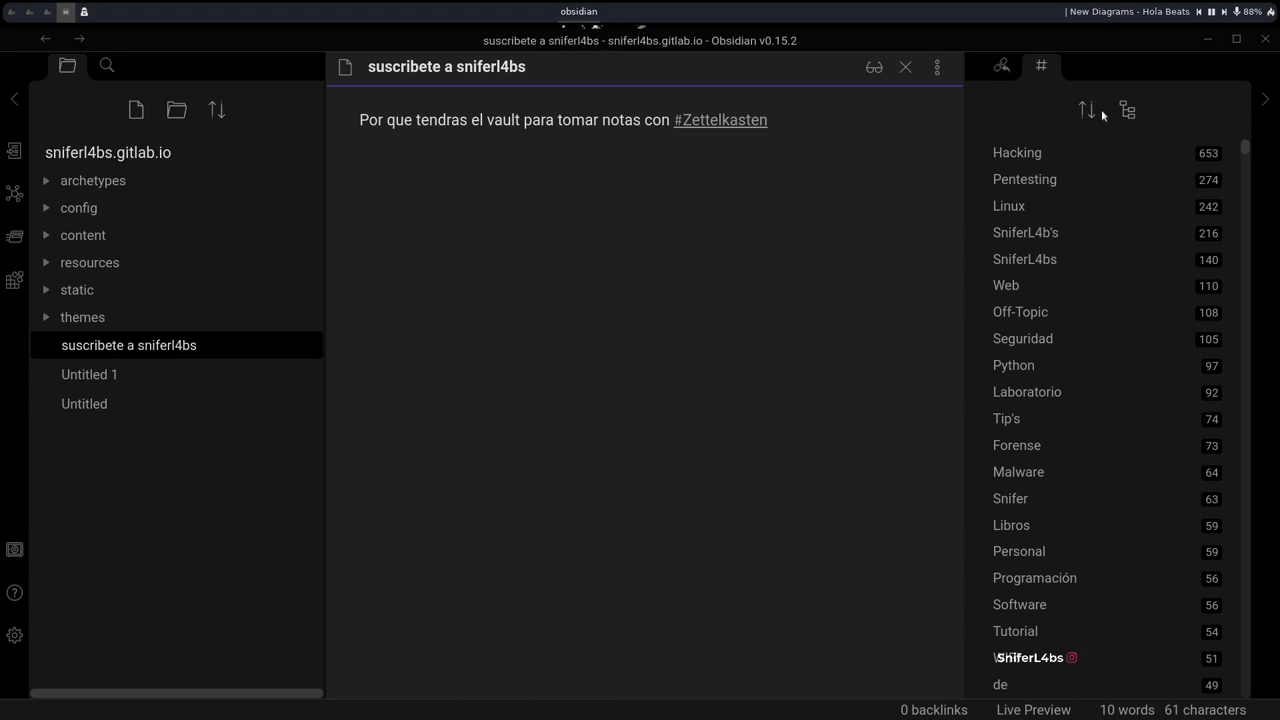 obsidian
| New Diagrams - Hola Beats
88%
suscribete a sniferl4bs - sniferl4bs.gitlab.io - Obsidian v0.15.2
suscribete a sniferl4bs
Por que tendras el vault para tomar notas con #Zettelkasten
sniferl4bs.gitlab.io
archetypes
config
content
resources
static
themes
suscribete a sniferl4bs
Untitled 1
Untitled
Hacking 653
Pentesting 274
Linux 242
SniferL4b's 216
SniferL4bs 140
Web 110
Off-Topic 108
Seguridad 105
Python 97
Laboratorio 92
Tip's 74
Forense 73
Malware 64
Snifer 63
Libros 59
Personal 59
Programación 56
Software 56
Tutorial 54
SniferL4bs
51
de 49
0 backlinks Live Preview 10 words 61 characters